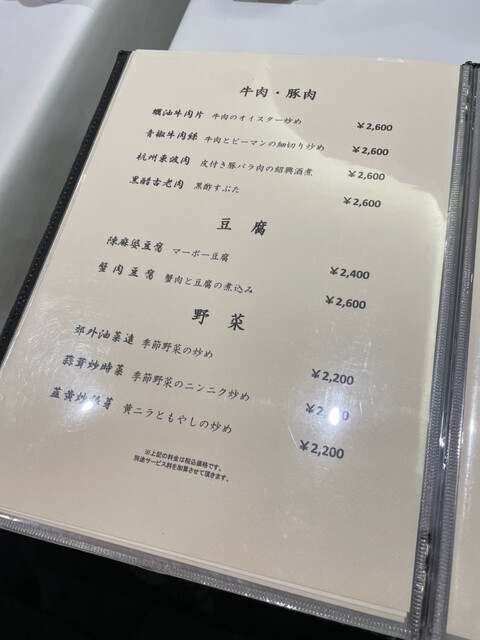 牛肉・豚肉
蠣油牛肉片 牛肉のオイスター炒め ￥2,600
青椒牛肉絲 牛肉とピーマンの細切り炒め ￥2,600
杭州東波肉 皮付き豚バラ肉の紹興酒煮 ￥2,600
黒醋古老肉 黒酢すぶた ￥2,600
豆腐
陳麻婆豆腐 マーボー豆腐 ￥2,400
蟹肉豆腐 蟹肉と豆腐の煮込み ￥2,600
野菜
郊外油菜遠 季節野菜の炒め ￥2,200
蒜茸炒時菜 季節野菜のニンニク炒め
黄ニラともやしの炒め ￥2,200
※上記の料金は税込価格です。
別途サービス料を加算させて頂きます。